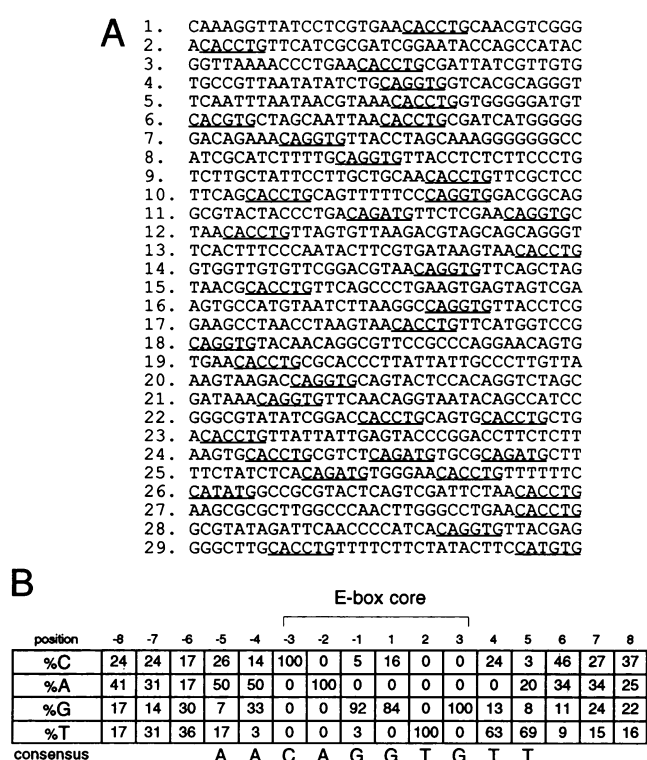 A
1. CAAAGGTTATCCTCGTGAACACCTGCAACGTCGGG
2. ACACCTGTTCATCGCGATCGGAATACCAGCCATAC
3. GGTTAAAACCCTGAACACCTGCGATTATCGTTGTG
4. TGCCGTTAATATATCTGCAGGTGGTCACGCAGGGT
5. TCAATTTAATAACGTAAACACCTGGTGGGGGATGT
6. CACGTGCTAGCAATTAACACCTGCGATCATGGGGG
7. GACAGAAACAGGTGTTACCTAGCAAAGGGGGGGCC
8. ATCGCATCTTTTGCAGGTGTTACCTCTCTTCCCTG
9. TCTTGCTATTCCTTGCTGCAACACCTGTTCGCTCC
10. TTCAGCACCTGCAGTTTTTCCCAGGTGGACGGCAG
11. GCGTACTACCCTGACAGATGTTCTCGAACAGGTGC
12. TAACACCTGTTAGTGTTAAGACGTAGCAGCAGGGT
13. TCACTTTCCCAATACTTCGTGATAAGTAACACCTG
14. GTGGTTGTGTTCGGACGTAACAGGTGTTCAGCTAG
15. TAACGCACCTGTTCAGCCCTGAAGTGAGTAGTCGA
16. AGTGCCATGTAATCTTAAGGCCAGGTGTTACCTCG
17. GAAGCCTAACCTAAGTAACACCTGTTCATGGTCCG
18. CAGGTGTACAACAGGCGTTCCGCCCAGGAACAGTG
19. TGAACACCTGCGCACCCTTATTATTGCCCTTGTTA
20. AAGTAAGACCAGGTGCAGTACTCCACAGGTCTAGC
21. GATAAACAGGTGTTCAACAGGTAATACAGCCATCC
22. GGGCGTATATCGGACCACCTGCAGTGCACCTGCTG
23. ACACCTGTTATTATTGAGTACCCGGACCTTCTCTT
24. AAGTGCACCTGCGTCTCAGATGTGCGCAGATGCTT
25. TTCTATCTCACAGATGTGGGAACACCTGTTTTTTC
26. CATATGGCCGCGTACTCAGTCGATTCTAACACCTG
27. AAGCGCGCTTGGCCCAACTTGGGCCTGAACACCTG
28. GCGTATAGATTCAACCCCATCACAGGTGTTACGAG
29. GGGCTTGCACCTGTTTTCTTCTATACTTCCATGTG
B
E-box core
position -8 -7 -6 -5 -4 -3 -2 -1 1 2 3 4 5 6 7 8
%C 24 24 17 26 14 100 0 5 16 0 0 24 3 46 27 37
%A 41 31 17 50 50 0 100 0 0 0 0 0 20 34 34 25
%G 17 14 30 7 33 0 0 92 84 0 100 13 8 11 24 22
%T 17 31 36 17 3 0 0 3 0 100 0 63 69 9 15 16
consensus A A C A G G T G T T